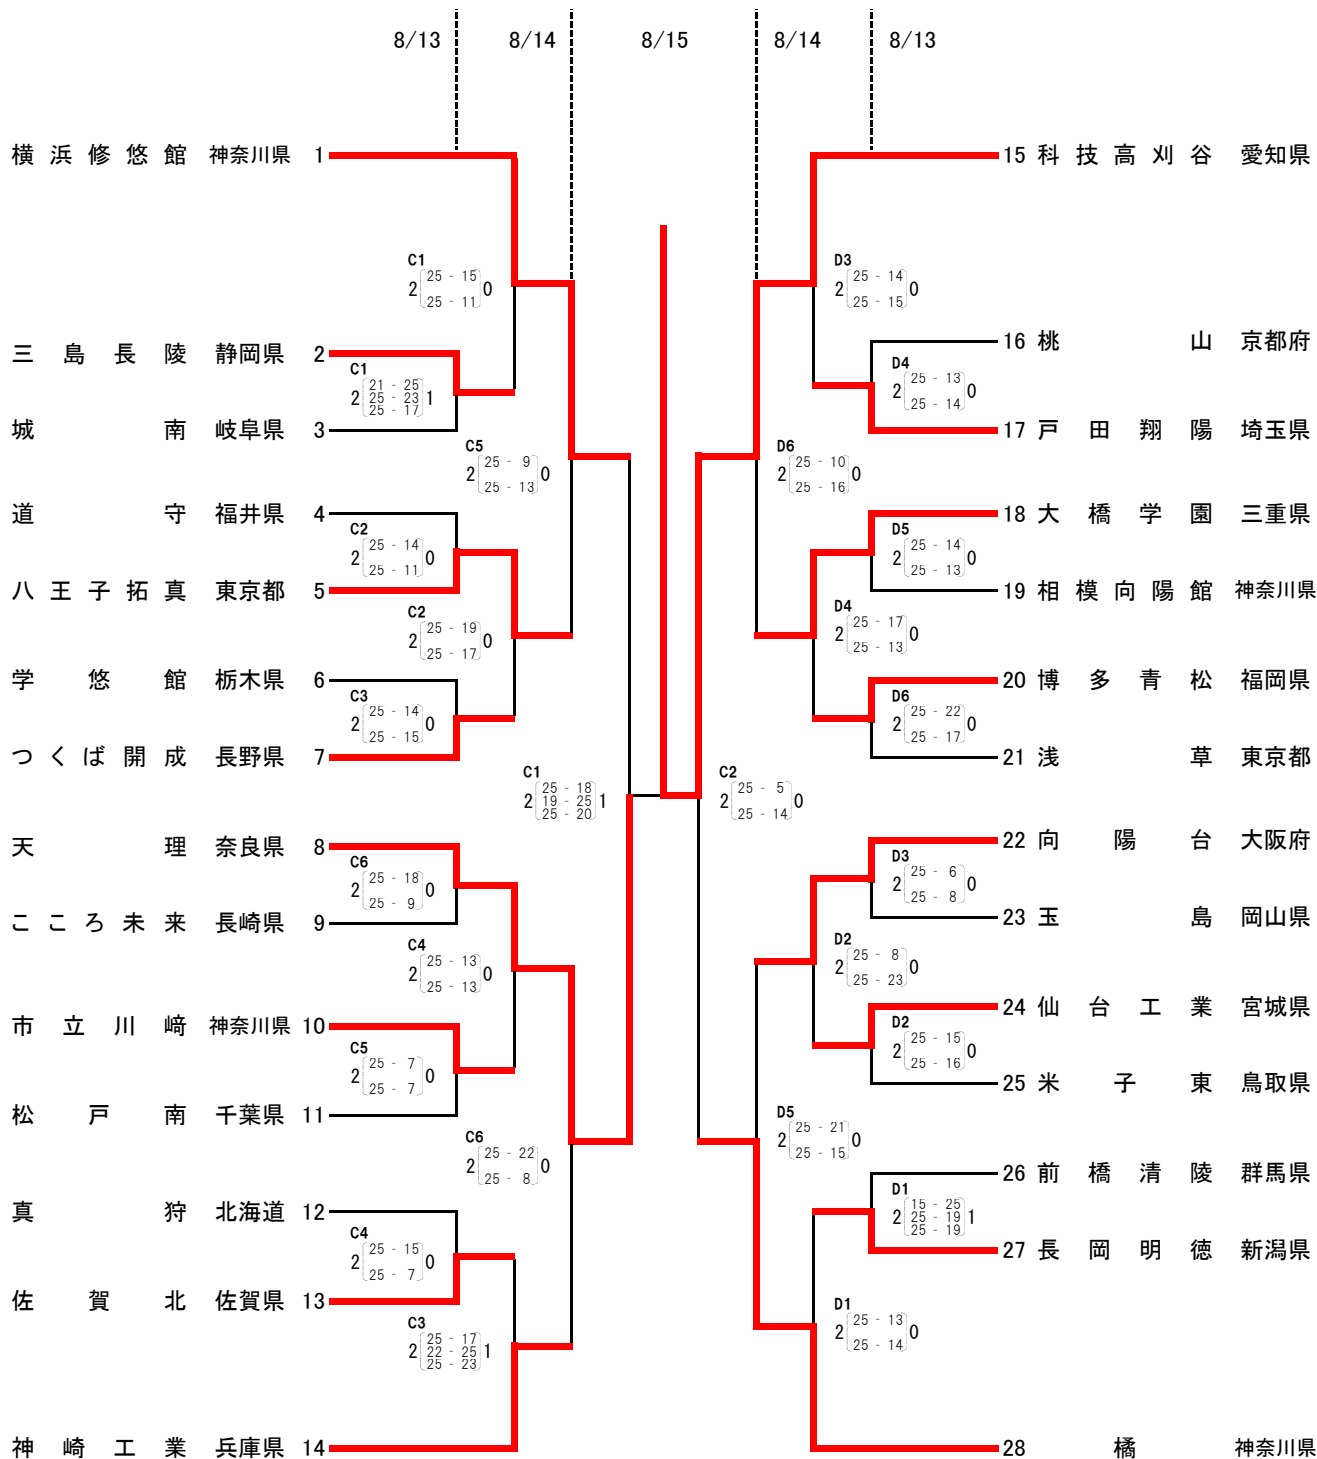 8/13 8/14 8/15 8/14 8/13
横浜修悠館 神奈川県 1
15 科技高刈谷 愛知県
C1
2 25 - 15 0
25 - 11
D3
2 25 - 14 0
25 - 15
三島長陵 静岡県 2
16 桃山 京都府
C1
21 - 25
2 25 - 23 1
25 - 17
D4
2 25 - 13 0
25 - 14
城南 岐阜県 3
17 戸田翔陽 埼玉県
C5
2 25 - 9 0
25 - 13
D6
2 25 - 10 0
25 - 16
道守 福井県 4
18 大橋学園 三重県
C2
2 25 - 14 0
25 - 11
D5
2 25 - 14 0
25 - 13
八王子拓真 東京都 5
19 相模向陽館 神奈川県
C2
2 25 - 19 0
25 - 17
D4
2 25 - 17 0
25 - 13
学悠館 栃木県 6
20 博多青松 福岡県
C3
2 25 - 14 0
25 - 15
D6
2 25 - 22 0
25 - 17
つくば開成 長野県 7
21 浅草 東京都
C1
25 - 18
2 19 - 25 1
25 - 20
C2
2 25 - 5 0
25 - 14
天理 奈良県 8
22 向陽台 大阪府
C6
2 25 - 18 0
25 - 9
D3
2 25 - 6 0
25 - 8
こころ未来 長崎県 9
23 玉島 岡山県
C4
2 25 - 13 0
25 - 13
D2
2 25 - 8 0
25 - 23
市立川﨑 神奈川県 10
24 仙台工業 宮城県
C5
2 25 - 7 0
25 - 7
D2
2 25 - 15 0
25 - 16
松戸南 千葉県 11
25 米子東 鳥取県
C6
2 25 - 22 0
25 - 8
D5
2 25 - 21 0
25 - 15
真狩 北海道 12
26 前橋清陵 群馬県
C4
2 25 - 15 0
25 - 7
D1
15 - 25
2 25 - 19 1
25 - 19
佐賀北 佐賀県 13
27 長岡明徳 新潟県
C3
25 - 17
2 22 - 25 1
25 - 23
D1
2 25 - 13 0
25 - 14
神崎工業 兵庫県 14
28 橘 神奈川県